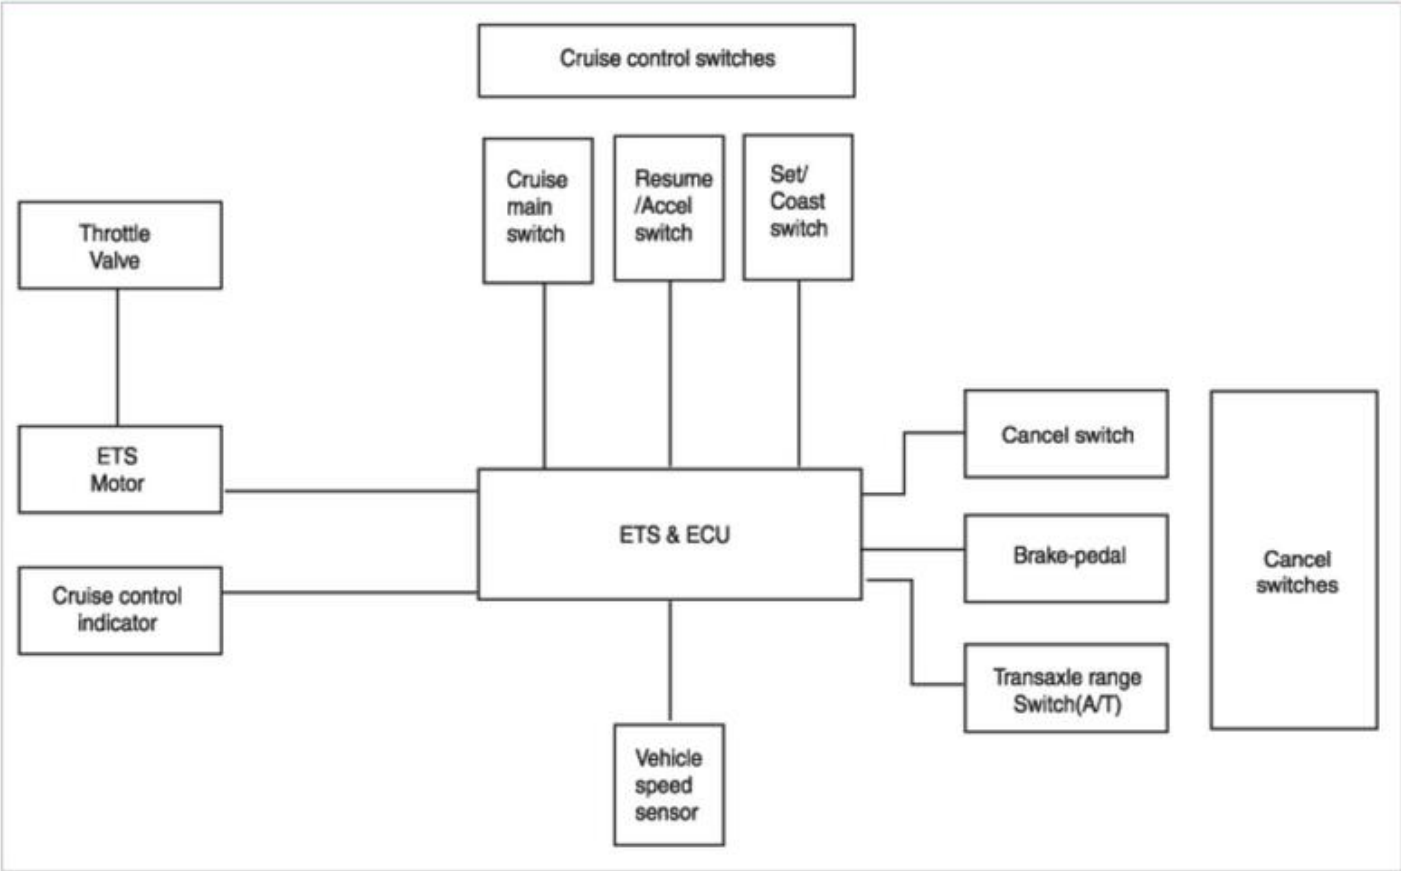 Cruise control switches
Cruise
main
switch
Resume
/Accel
switch
Set/
Coast
switch
Throttle
Valve
ETS
Motor
Cruise control
indicator
ETS & ECU
Cancel switch
Brake-pedal
Transaxle range
Switch(A/T)
Cancel
switches
Vehicle
speed
sensor